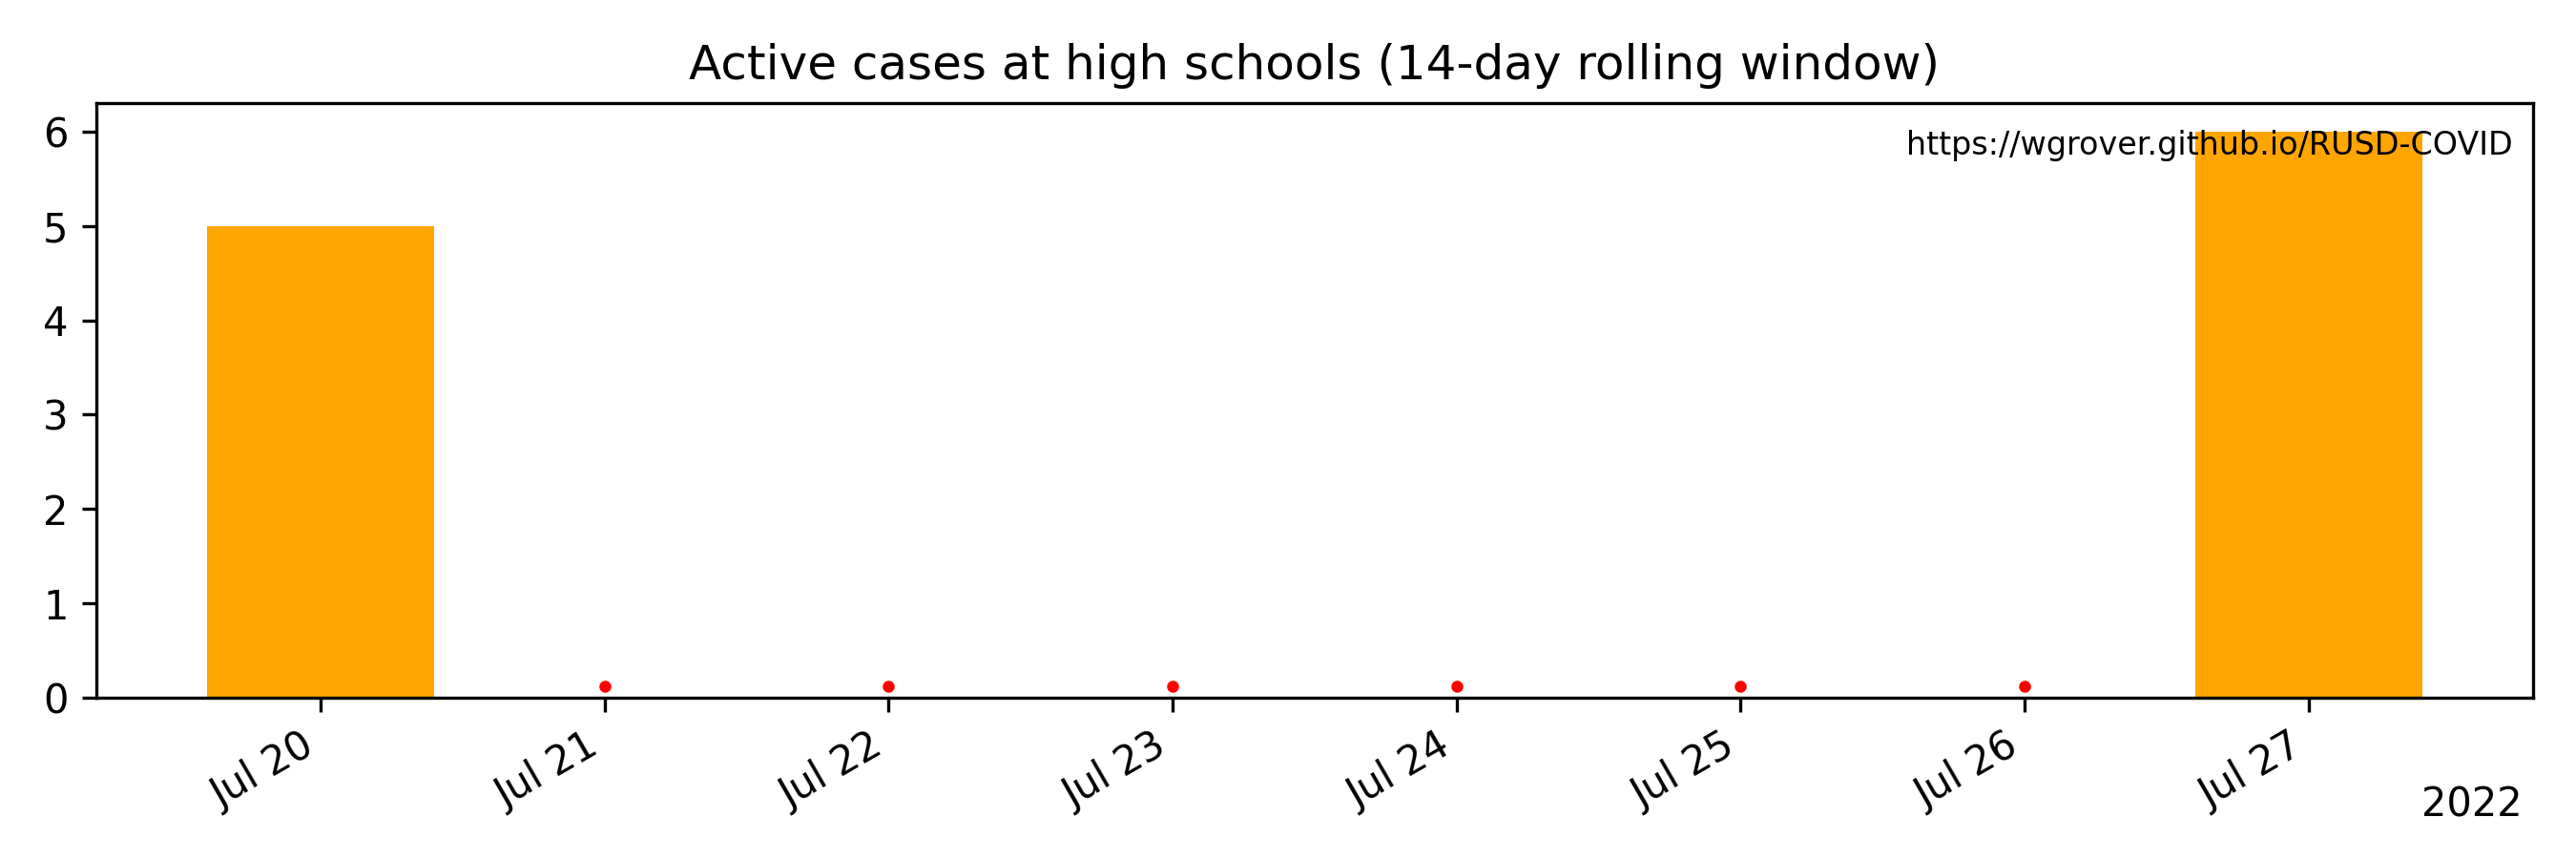 Active cases at high schools (14-day rolling window)
https://wgrover.github.io/RUSD-COVID
6
5
4
3
2
1
0
Jul 20
Jul 21
Jul 22
Jul 23
Jul 24
Jul 25
Jul 26
Jul 27
2022